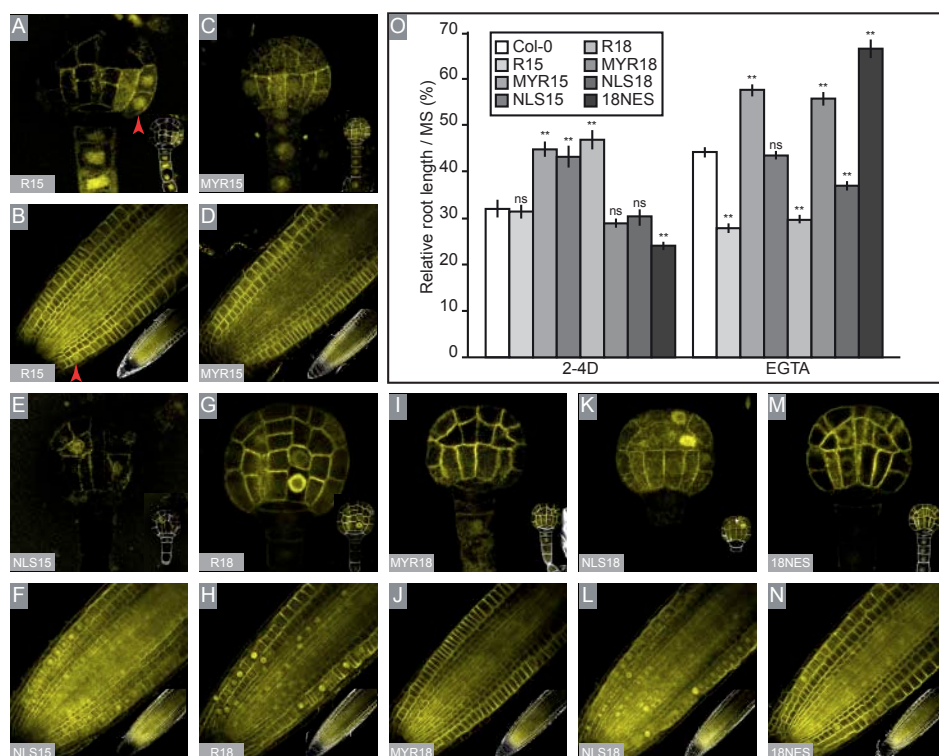 A
R15
C
MYR15
B
R15
D
MYR15
O
Relative root length / MS (%)
70
60
50
40
30
20
10
0
Col-0
R18
R15
MYR18
MYR15
NLS18
NLS15
18NES
ns
**
**
**
ns
ns
**
**
**
ns
**
**
**
**
2-4D
EGTA
E
NLS15
G
R18
I
MYR18
K
NLS18
M
18NES
F
NLS15
H
R18
J
MYR18
L
NLS18
N
18NES